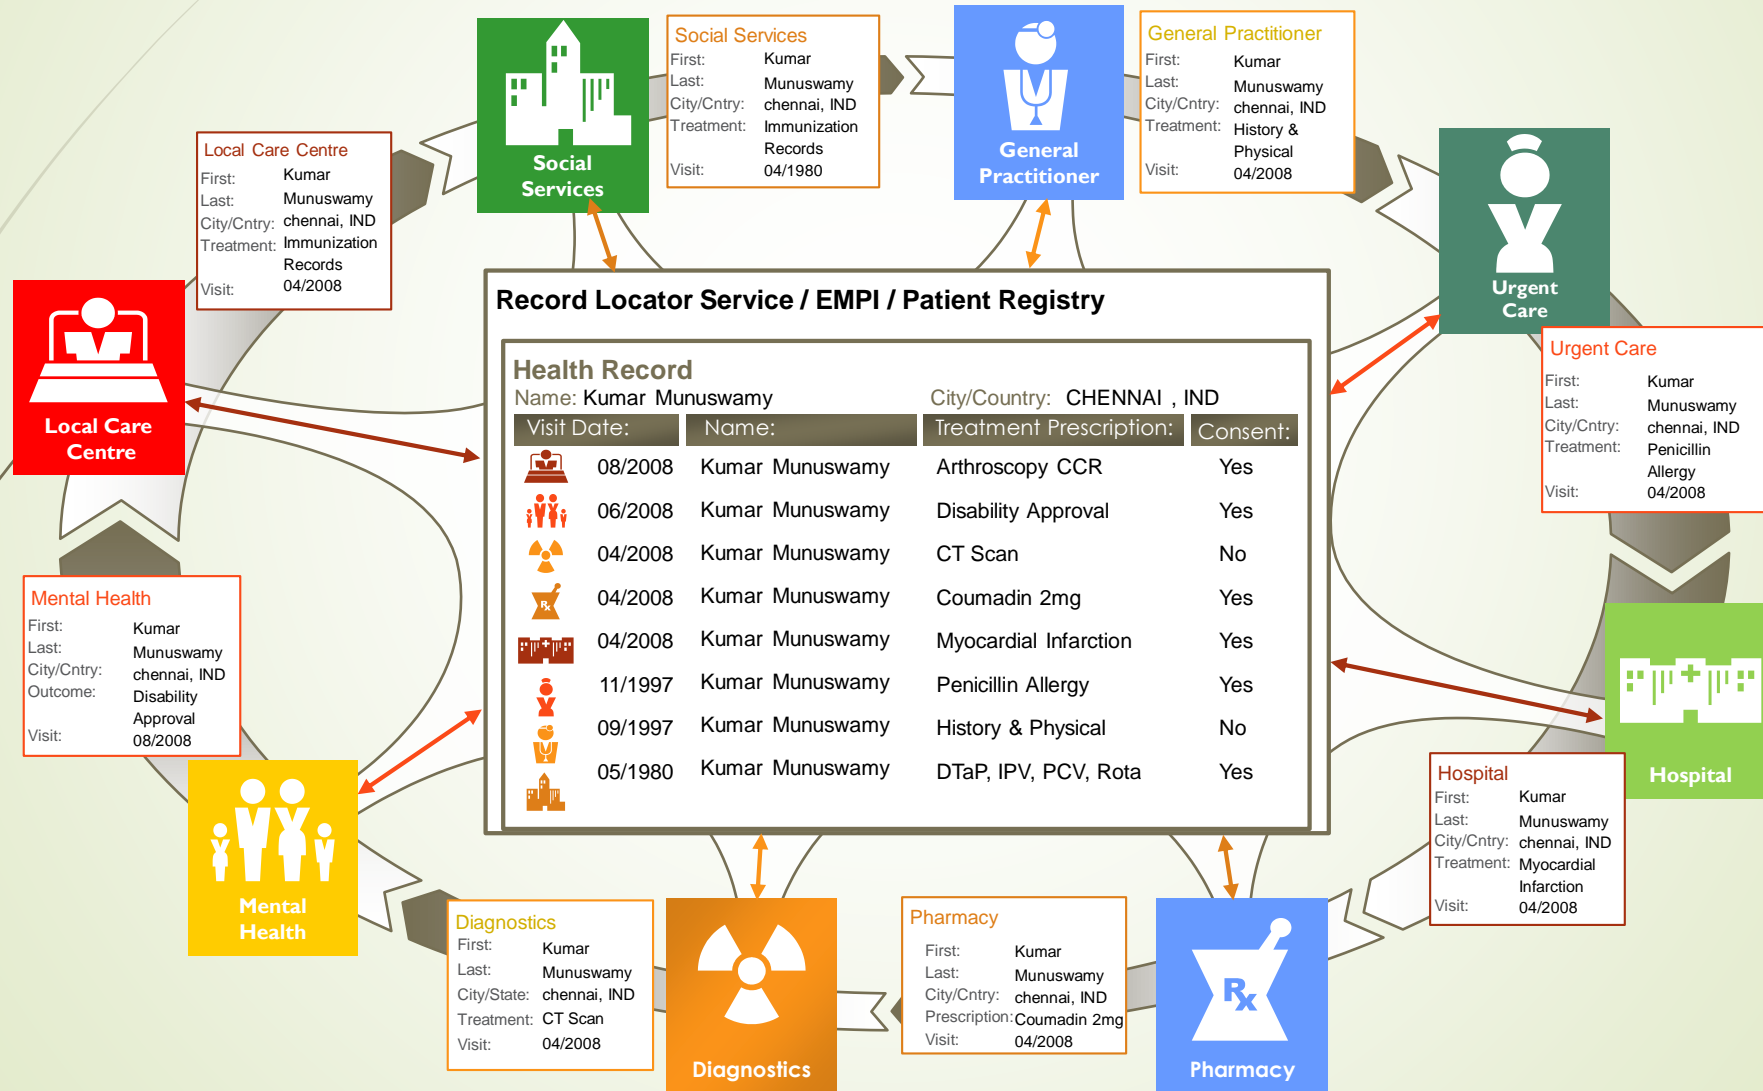 Social Services
First: Kumar
Last: Munuswamy
City/Cntry: chennai, IND
Treatment: Immunization
Records
Visit: 04/1980
General Practitioner
First: Kumar
Last: Munuswamy
City/Cntry: chennai, IND
Treatment: History &
Physical
Visit: 04/2008
Social
Services
General
Practitioner
Local Care Centre
First: Kumar
Last: Munuswamy
City/Cntry: chennai, IND
Treatment: Immunization
Records
Visit: 04/2008
Urgent
Care
Local Care
Centre
Urgent Care
First: Kumar
Last: Munuswamy
City/Cntry: chennai, IND
Treatment: Penicillin
Allergy
Visit: 04/2008
Record Locator Service / EMPI / Patient Registry
Health Record
Name: Kumar Munuswamy City/Country: CHENNAI , IND
Visit Date: Name: Treatment Prescription: Consent:
08/2008 Kumar Munuswamy Arthroscopy CCR Yes
06/2008 Kumar Munuswamy Disability Approval Yes
04/2008 Kumar Munuswamy CT Scan No
04/2008 Kumar Munuswamy Coumadin 2mg Yes
04/2008 Kumar Munuswamy Myocardial Infarction Yes
11/1997 Kumar Munuswamy Penicillin Allergy Yes
09/1997 Kumar Munuswamy History & Physical No
05/1980 Kumar Munuswamy DTaP, IPV, PCV, Rota Yes
Rx
Mental Health
First: Kumar
Last: Munuswamy
City/Cntry: chennai, IND
Outcome: Disability
Approval
Visit: 08/2008
Hospital
Hospital
First: Kumar
Last: Munuswamy
City/Cntry: chennai, IND
Treatment: Myocardial
Infarction
Visit: 04/2008
Mental
Health
Diagnostics
First: Kumar
Last: Munuswamy
City/State: chennai, IND
Treatment: CT Scan
Visit: 04/2008
Diagnostics
Pharmacy
First: Kumar
Last: Munuswamy
City/Cntry: chennai, IND
Prescription: Coumadin 2mg
Visit: 04/2008
Rx
Pharmacy